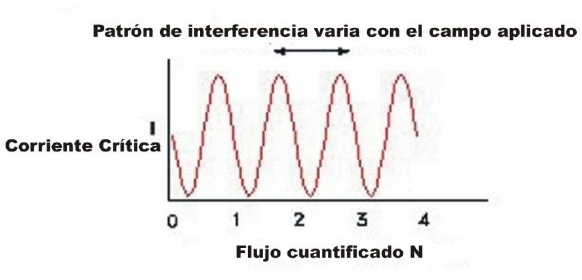 Patrón de interferencia varia con el campo aplicado
I
Corriente Crítica
0 1 2 3 4
Flujo cuantificado N